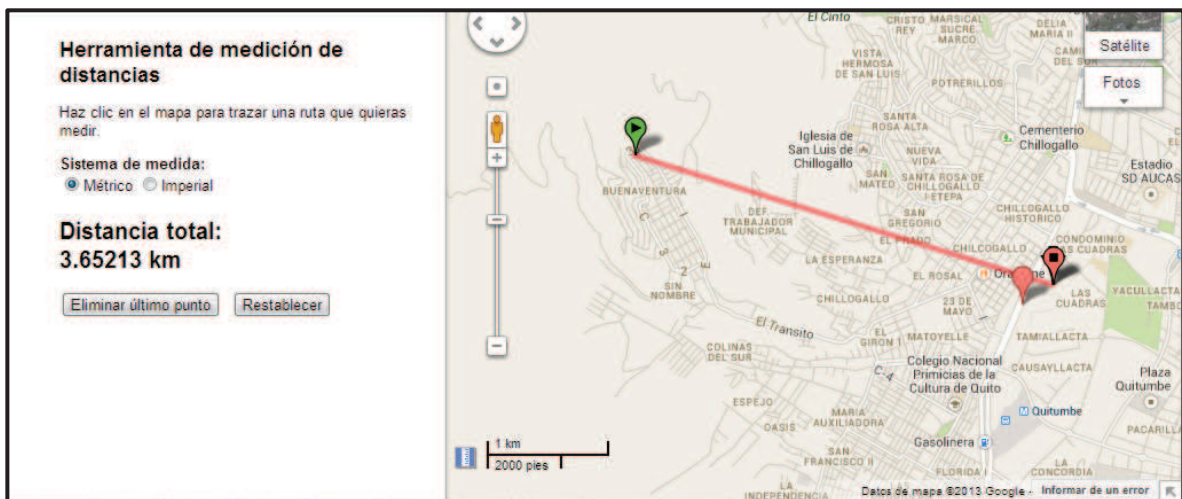 Herramienta de medición de
distancias
Haz clic en el mapa para trazar una ruta que quieras
medir.
Sistema de medida:
Métrico Imperial
Distancia total:
3.65213 km
Eliminar último punto Restablecer
El Cinto
CRISTO
REY
MARSICAL
SUCRE
MARCO
DELIA
MARIA II
Satélite
Fotos
VISTA
HERMOSA
DE SAN LUIS
POTRERILLOS
SANTA
ROSA ALTA
Cementerio
Chillogallo
Iglesia de
San Luis de
Chillogallo
NUEVA
VIDA
Estadio
SD AUCAS
SAN
MATEO
SANTA ROSA DE
CHILLOGALLO
I ETEPA
BUENAVENTURA
DEF.
TRABAJADOR
MUNICIPAL
SAN
GREGORIO
CHILLOGALLO
HISTORICO
EL PRADO
CHILCOGALLO
CONDOMINIO
LAS CUADRAS
LA ESPERANZA
EL ROSAL
SIN
NOMBRE
CHILLOGALLO
23 DE
MAYO
LAS
CUADRAS
YACULLACTA
El Transito
EL
GIRON 1
MATOYELLE
TAMIALLACTA
COLINAS
DEL SUR
C-4
Colegio Nacional
Primicias de la
Cultura de Quito
CAUSAYLLACTA
Plaza
Quitumbe
ESPEJO
OASIS
MARIA
AUXILIADORA
Quitumbe
Gasolinera
1 km
2000 pies
SAN
FRANCISCO II
FLORIDA I
LA
CONCORDIA
LA
INDEPENDENCIA
Datos de mapa ©2013 Google - Informar de un error